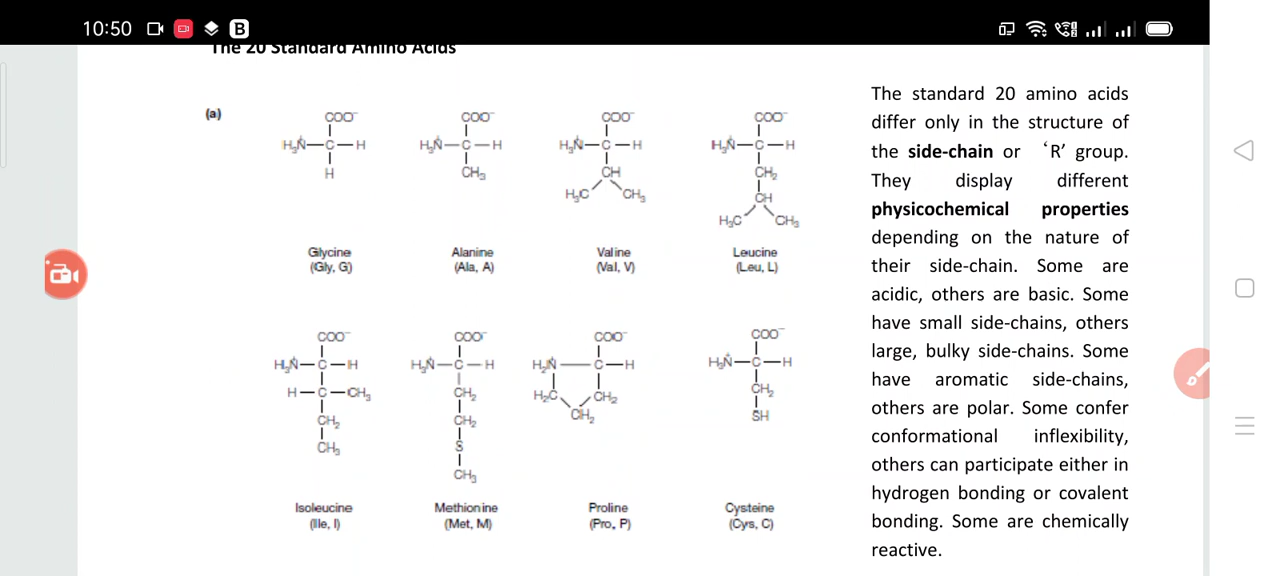 10:50
B
The 20 Standard Amino Acids
(a)
COO⁻ COO⁻ COO⁻ COO⁻
H₃N⁺—C—H H₃N⁺—C—H H₃N⁺—C—H H₃N⁺—C—H
H CH₃ CH CH₂
H₃C CH₃ CH
H₃C CH₃
Glycine Alanine Valine Leucine
(Gly, G) (Ala, A) (Val, V) (Leu, L)
COO⁻ COO⁻ COO⁻ COO⁻
H₃N⁺—C—H H₃N⁺—C—H H₂N⁺—C—H H₃N⁺—C—H
H—C—CH₃ CH₂ H₂C CH₂ CH₂
CH₂ CH₂ CH₂ SH
CH₃ S
CH₃
Isoleucine Methionine Proline Cysteine
(Ile, I) (Met, M) (Pro, P) (Cys, C)
The standard 20 amino acids
differ only in the structure of
the side-chain or ‘R’ group.
They display different
physicochemical properties
depending on the nature of
their side-chain. Some are
acidic, others are basic. Some
have small side-chains, others
large, bulky side-chains. Some
have aromatic side-chains,
others are polar. Some confer
conformational inflexibility,
others can participate either in
hydrogen bonding or covalent
bonding. Some are chemically
reactive.